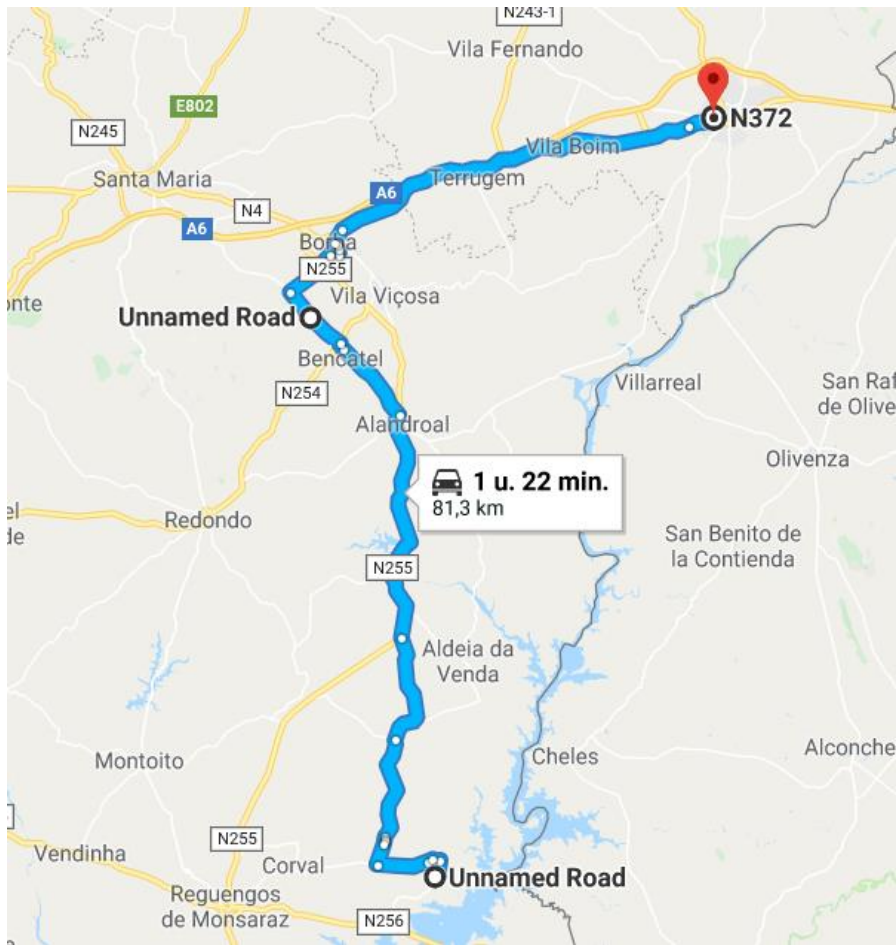 N243-1
Vila Fernando
E802
N245
N372
Vila Boim
Santa Maria
Terrugem
A6
N4
A6
Borba
N255
Vila Viçosa
Unnamed Road
Bencatel
N254
Villarreal
San Raf
de Olive
Alandroal
Olivenza
1 u. 22 min.
81,3 km
Redondo
San Benito de
la Contienda
N255
Aldeia da
Venda
Montoito
Cheles
Alconche
N255
Vendinha
Corval
Unnamed Road
Reguengos
de Monsaraz
N256